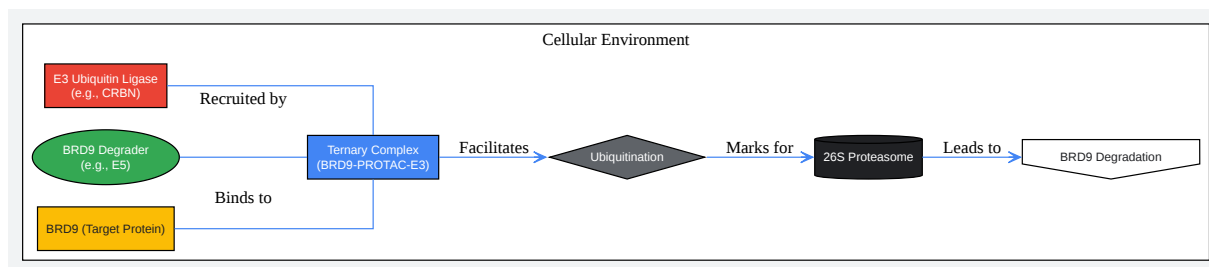 Cellular Environment
E3 Ubiquitin Ligase
(e.g., CRBN)
Recruited by
BRD9 Degrader
(e.g., E5)
Binds to
BRD9 (Target Protein)
Ternary Complex
(BRD9-PROTAC-E3)
Facilitates
Ubiquitination
Marks for
26S Proteasome
Leads to
BRD9 Degradation